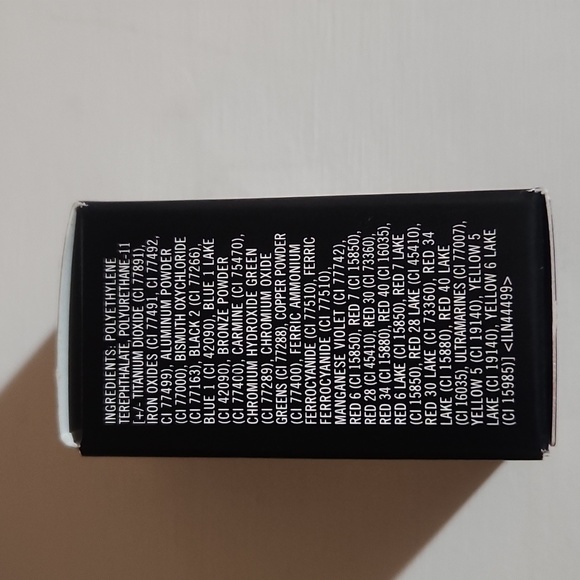 INGREDIENTS: POLYETHYLENE
TEREPHTHALATE, POLYURETHANE-11
[+/- TITANIUM DIOXIDE (CI 77891),
IRON OXIDES (CI 77491, CI 77492,
CI 77499), ALUMINUM POWDER
(CI 77000), BISMUTH OXYCHLORIDE
(CI 77163), BLACK 2 (CI 77266),
BLUE 1 (CI 42090), BLUE 1 LAKE
(CI 42090), BRONZE POWDER
(CI 77400), CARMINE (CI 75470),
CHROMIUM HYDROXIDE GREEN
(CI 77289), CHROMIUM OXIDE
GREENS (CI 77288), COPPER POWDER
(CI 77400), FERRIC AMMONIUM
FERROCYANIDE (CI 77510), FERRIC
FERROCYANIDE (CI 77510),
MANGANESE VIOLET (CI 77742),
RED 6 (CI 15850), RED 7 (CI 15850),
RED 28 (CI 45410), RED 30 (CI 73360),
RED 34 (CI 15880), RED 40 (CI 16035),
RED 6 LAKE (CI 15850), RED 7 LAKE
(CI 15850), RED 28 LAKE (CI 45410),
RED 30 LAKE (CI 73360), RED 34
LAKE (CI 15880), RED 40 LAKE
(CI 16035), ULTRAMARINES (CI 77007),
YELLOW 5 (CI 19140), YELLOW 5
LAKE (CI 19140), YELLOW 6 LAKE
(CI 15985)] <ILN44499>